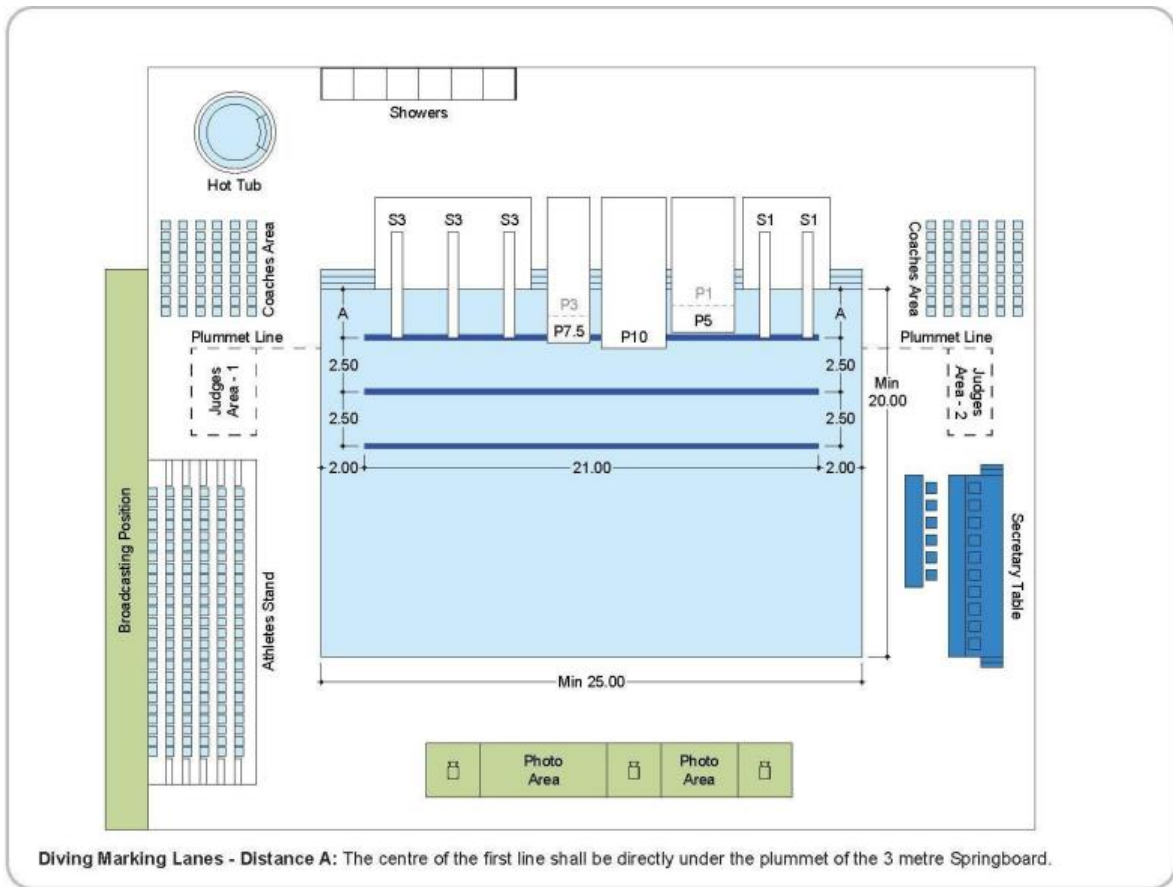 Showers
Hot Tub
Coaches Area
Coaches Area
S3 S3 S3 S1 S1
P3
P7.5
P10
P1
P5
A
A
Plummet Line
Plummet Line
Judges
Area - 1
Judges
Area - 2
2.50
2.50
2.50
2.50
Min
20.00
2.00 21.00 2.00
Broadcasting Position
Athletes Stand
Secretary Table
Min 25.00
Photo
Area
Photo
Area
Diving Marking Lanes - Distance A: The centre of the first line shall be directly under the plummet of the 3 metre Springboard.